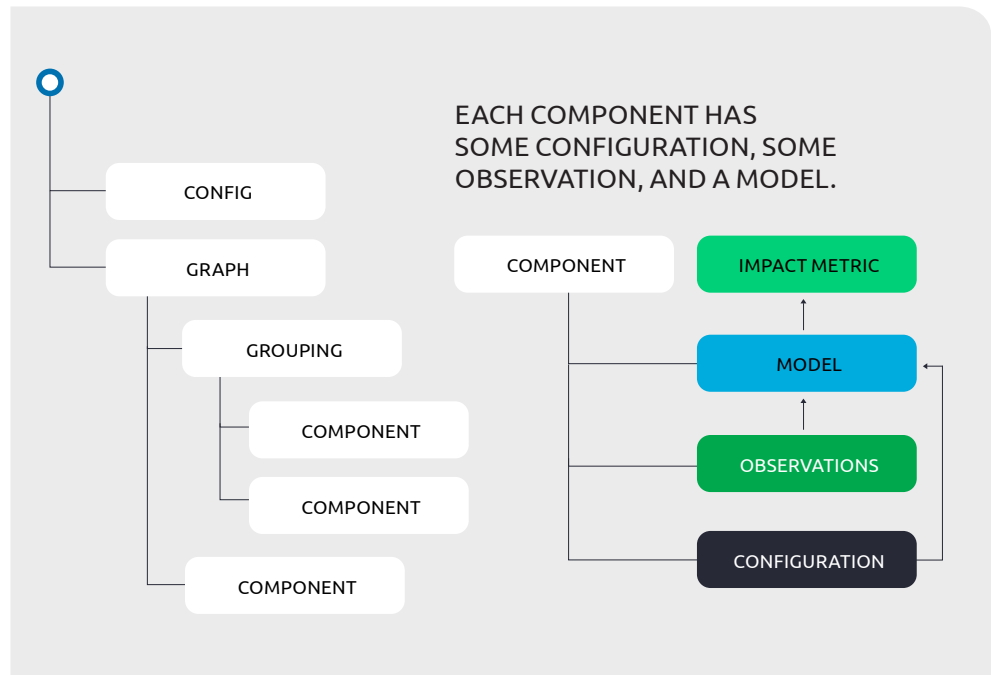 EACH COMPONENT HAS
SOME CONFIGURATION, SOME
OBSERVATION, AND A MODEL.
CONFIG
GRAPH
GROUPING
COMPONENT
COMPONENT
COMPONENT
COMPONENT
IMPACT METRIC
MODEL
OBSERVATIONS
CONFIGURATION